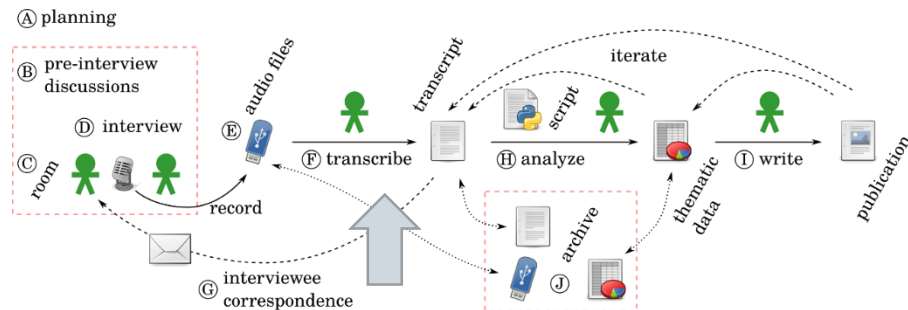 Ⓐ planning
Ⓑ pre-interview
discussions
Ⓓ interview
Ⓒ room
record
Ⓔ audio files
Ⓕ transcribe
Ⓖ interviewee
correspondence
transcript
script
Ⓗ analyze
iterate
thematic
data
Ⓘ write
publication
archive
Ⓙ